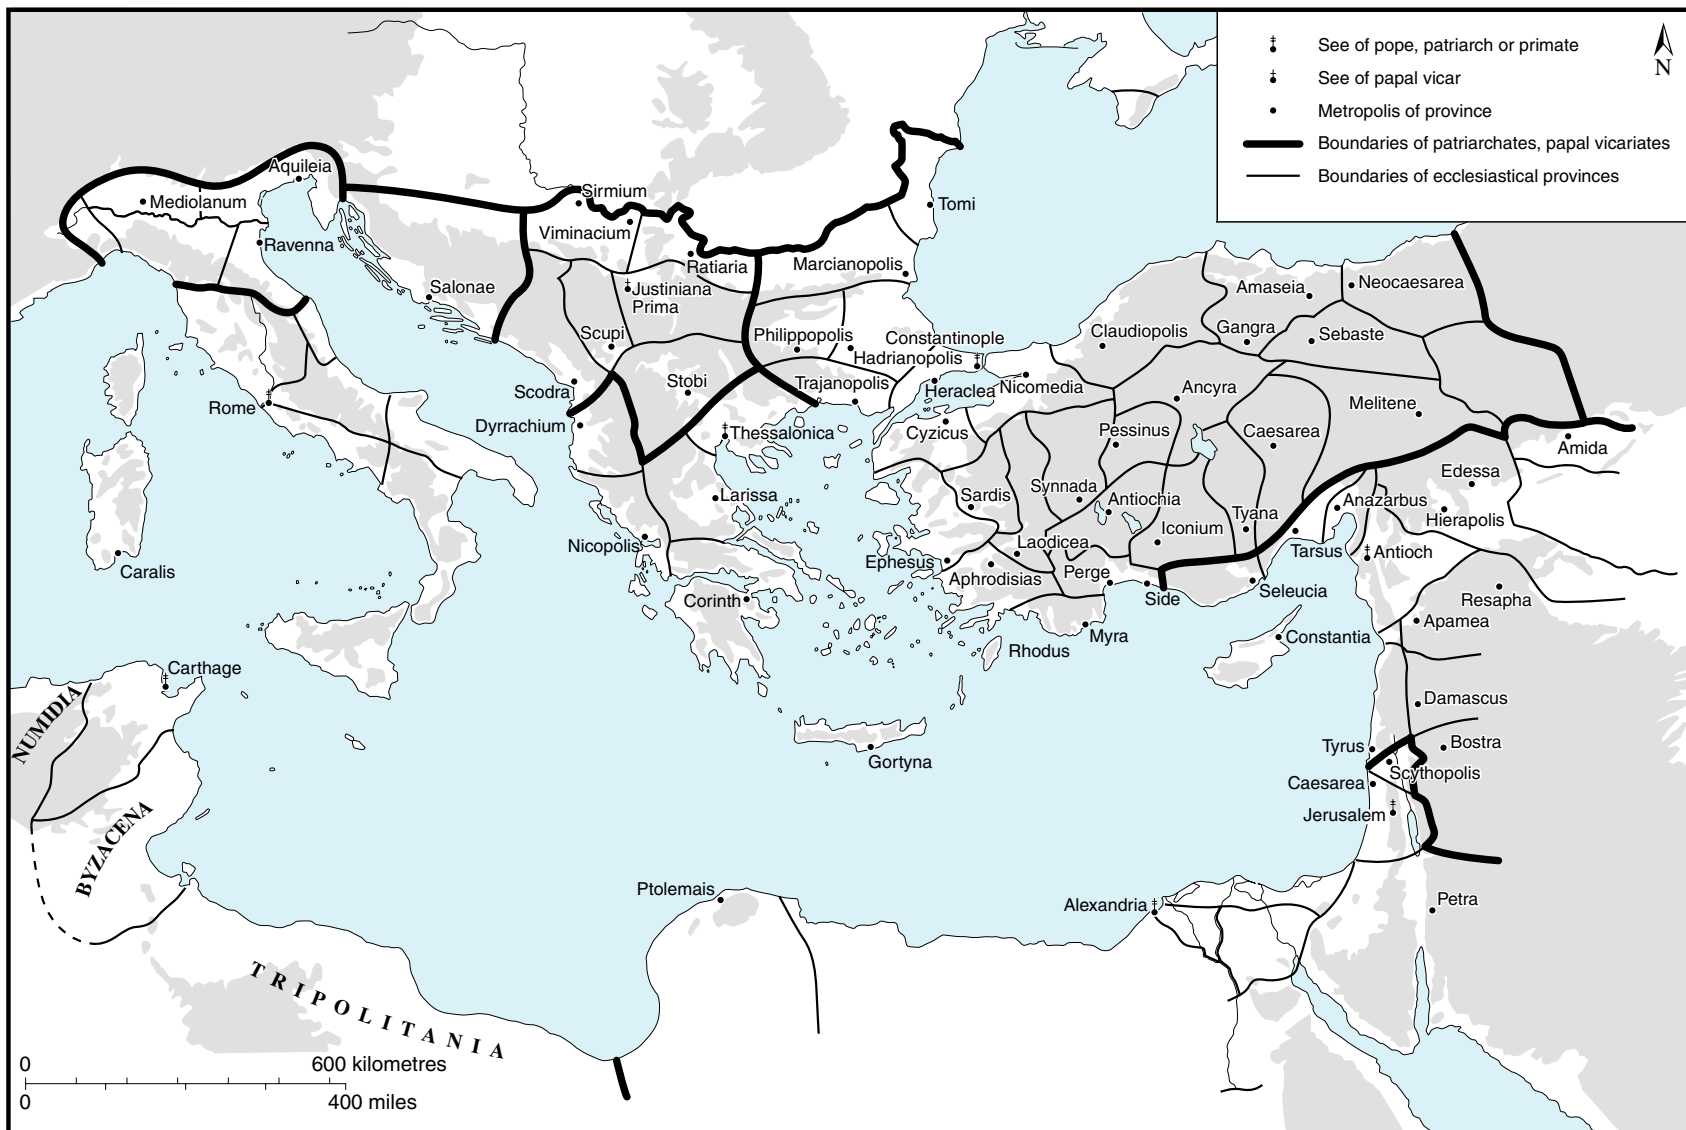 See of pope, patriarch or primate
See of papal vicar
Metropolis of province
Boundaries of patriarchates, papal vicariates
Boundaries of ecclesiastical provinces
N
Aquileia
Mediolanum
Ravenna
Sirmium
Viminacium
Ratiaria
Tomi
Marcianopolis
Salonae
Justiniana
Prima
Scupi
Philippopolis
Constantinople
Hadrianopolis
Claudiopolis
Amaseia
Neocaesarea
Gangra
Sebaste
Rome
Scodra
Stobi
Trajanopolis
Heraclea
Nicomedia
Ancyra
Melitene
Dyrrachium
Thessalonica
Cyzicus
Pessinus
Caesarea
Amida
Edessa
Larissa
Sardis
Synnada
Antiochia
Tyana
Anazarbus
Hierapolis
Iconium
Nicopolis
Laodicea
Tarsus
Antioch
Caralis
Ephesus
Aphrodisias
Perge
Side
Seleucia
Resapha
Corinth
Apamea
Myra
Constantia
Rhodus
Carthage
NUMIDIA
Damascus
Gortyna
Tyrus
Bostra
Scythopolis
Caesarea
Jerusalem
BYZACENA
Ptolemais
Alexandria
Petra
TRIPOLITANIA
0 600 kilometres
0 400 miles